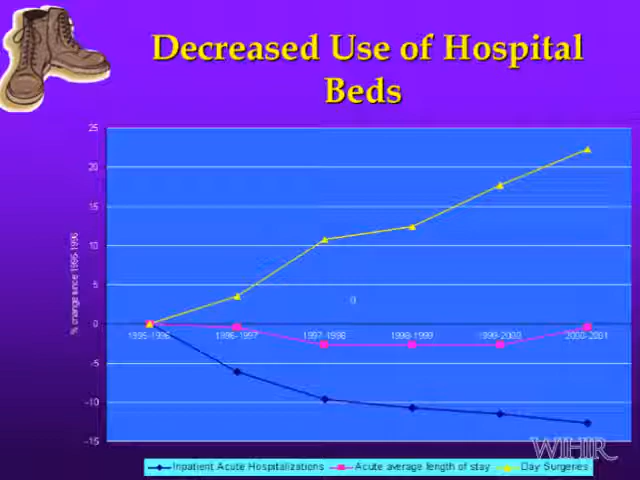 Decreased Use of Hospital
Beds
25
20
15
10
5
0
-5
-10
-15
% change since 1995-1996
0
1995-1996 1996-1997 1997-1998 1998-1999 1999-2000 2000-2001
WIHIR
Inpatient Acute Hospitalizations Acute average length of stay Day Surgeries